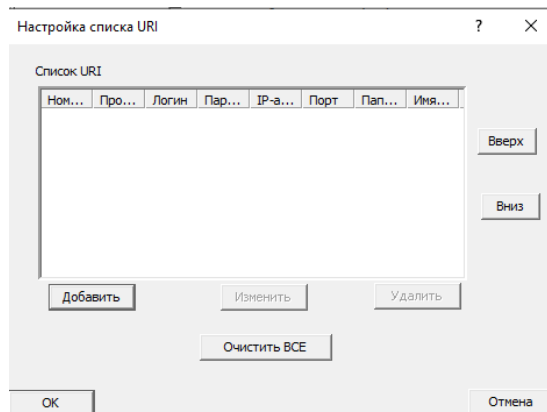 Настройка списка URI ? ×
Список URI
Ном... Про... Логин Пар... IP-а... Порт Пап... Имя...
Вверх
Вниз
Добавить Изменить Удалить
Очистить ВСЕ
OK Отмена